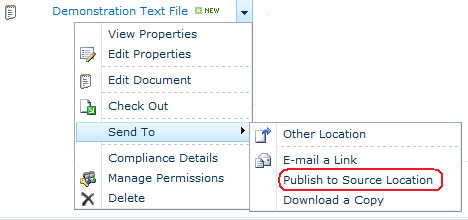 Demonstration Text File NEW
View Properties
Edit Properties
Edit Document
Check Out
Send To
Other Location
E-mail a Link
Publish to Source Location
Download a Copy
Compliance Details
Manage Permissions
Delete